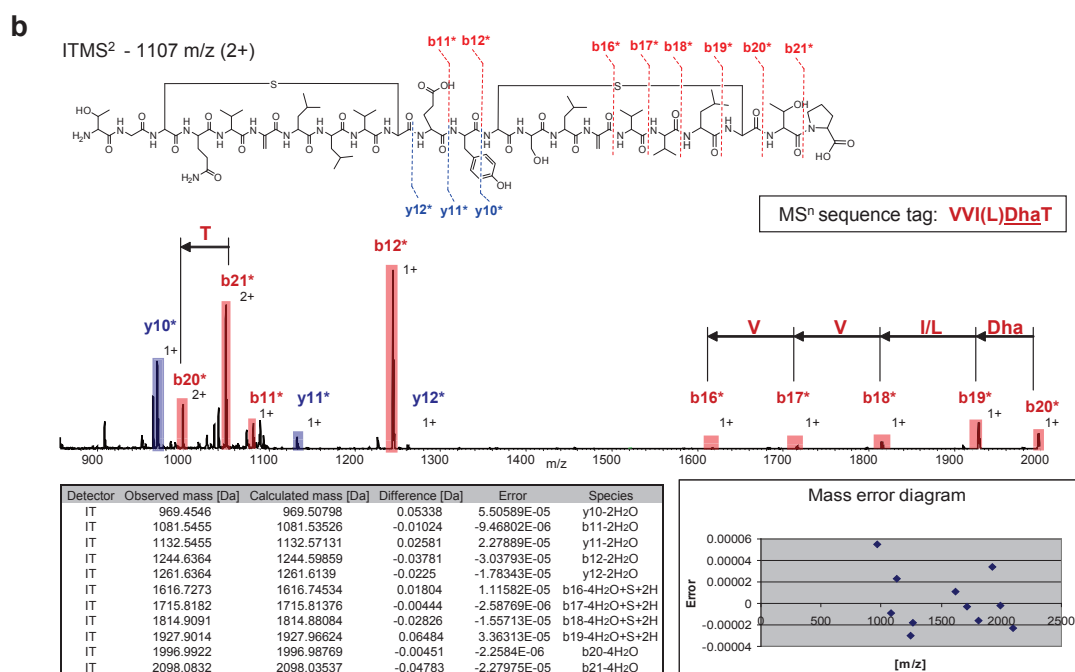 b
ITMS² - 1107 m/z (2+)
b11* b12* b16* b17* b18* b19* b20* b21*
S S
OH
HO
H₂N
O
N
H
H₂N O
OH
OH
OH
HO O
y12* y11* y10*
MSⁿ sequence tag: VVI(L)DhaT
T
b12*
1+
b21*
2+
y10*
1+
b20*
2+
b11*
1+
y11*
1+
y12*
1+
V V I/L Dha
b16* b17* b18* b19* b20*
1+ 1+ 1+ 1+ 1+
900 1000 1100 1200 1300 1400 1500 1600 1700 1800 1900 2000
m/z
Detector Observed mass [Da] Calculated mass [Da] Difference [Da] Error Species
IT 969.4546 969.50798 0.05338 5.50589E-05 y10-2H₂O
IT 1081.5455 1081.53526 -0.01024 -9.46802E-06 b11-2H₂O
IT 1132.5455 1132.57131 0.02581 2.27889E-05 y11-2H₂O
IT 1244.6364 1244.59859 -0.03781 -3.03793E-05 b12-2H₂O
IT 1261.6364 1261.6139 -0.0225 -1.78343E-05 y12-2H₂O
IT 1616.7273 1616.74534 0.01804 1.11582E-05 b16-4H₂O+S+2H
IT 1715.8182 1715.81376 -0.00444 -2.58769E-06 b17-4H₂O+S+2H
IT 1814.9091 1814.88084 -0.02826 -1.55713E-05 b18-4H₂O+S+2H
IT 1927.9014 1927.96624 0.06484 3.36313E-05 b19-4H₂O+S+2H
IT 1996.9922 1996.98769 -0.00451 -2.2584E-06 b20-4H₂O
IT 2098.0832 2098.03537 -0.04783 -2.27975E-05 b21-4H₂O
Mass error diagram
Error
0.00006
0.00004
0.00002
0
-0.00002
-0.00004
0 500 1000 1500 2000 2500
[m/z]